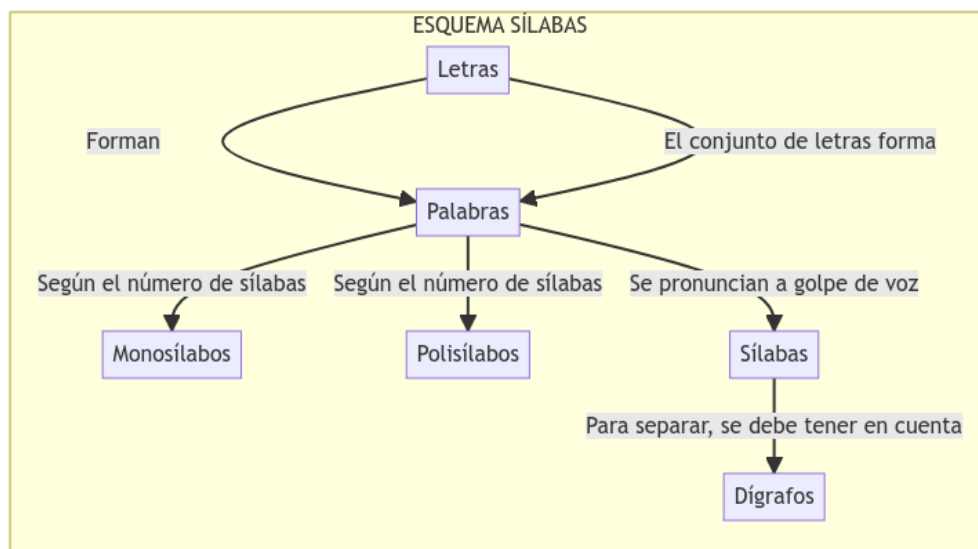 ESQUEMA SÍLABAS
Letras
Forman
El conjunto de letras forma
Palabras
Según el número de sílabas
Según el número de sílabas
Se pronuncian a golpe de voz
Monosílabos
Polisílabos
Sílabas
Para separar, se debe tener en cuenta
Dígrafos